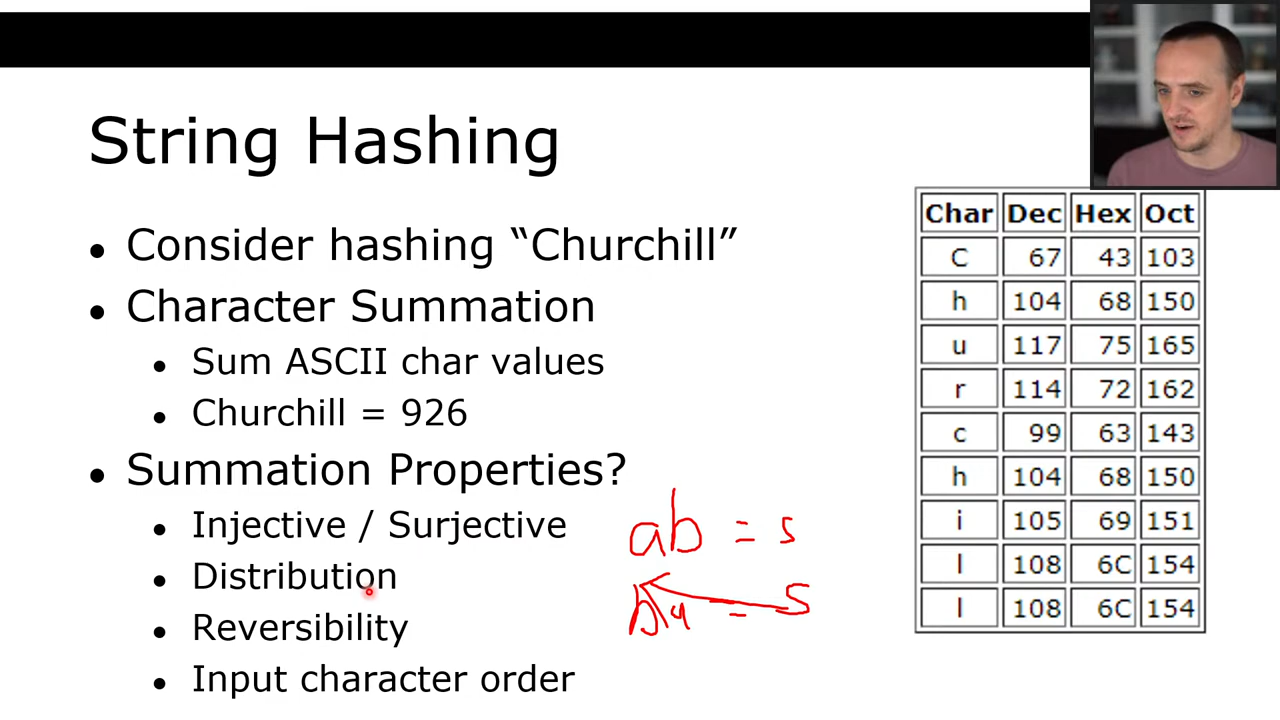 String Hashing
• Consider hashing “Churchill”
• Character Summation
• Sum ASCII char values
• Churchill = 926
• Summation Properties?
• Injective / Surjective
• Distribution
• Reversibility
• Input character order
ab = s
ba = s
Char Dec Hex Oct
C 67 43 103
h 104 68 150
u 117 75 165
r 114 72 162
c 99 63 143
h 104 68 150
i 105 69 151
l 108 6C 154
l 108 6C 154